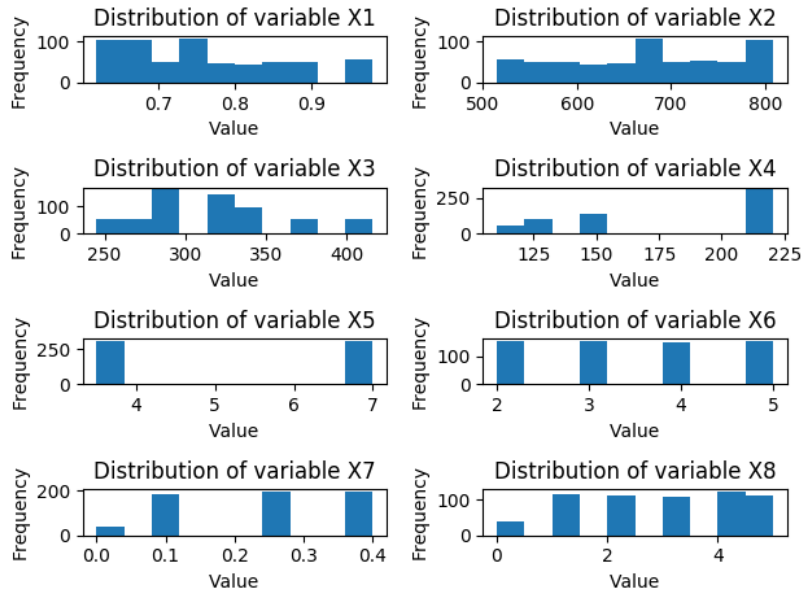 Distribution of variable X1
Frequency
100
0
0.7 0.8 0.9
Value
Distribution of variable X2
Frequency
100
0
500 600 700 800
Value
Distribution of variable X3
Frequency
100
0
250 300 350 400
Value
Distribution of variable X4
Frequency
250
0
125 150 175 200 225
Value
Distribution of variable X5
Frequency
250
0
4 5 6 7
Value
Distribution of variable X6
Frequency
100
0
2 3 4 5
Value
Distribution of variable X7
Frequency
200
0
0.0 0.1 0.2 0.3 0.4
Value
Distribution of variable X8
Frequency
100
0
0 2 4
Value